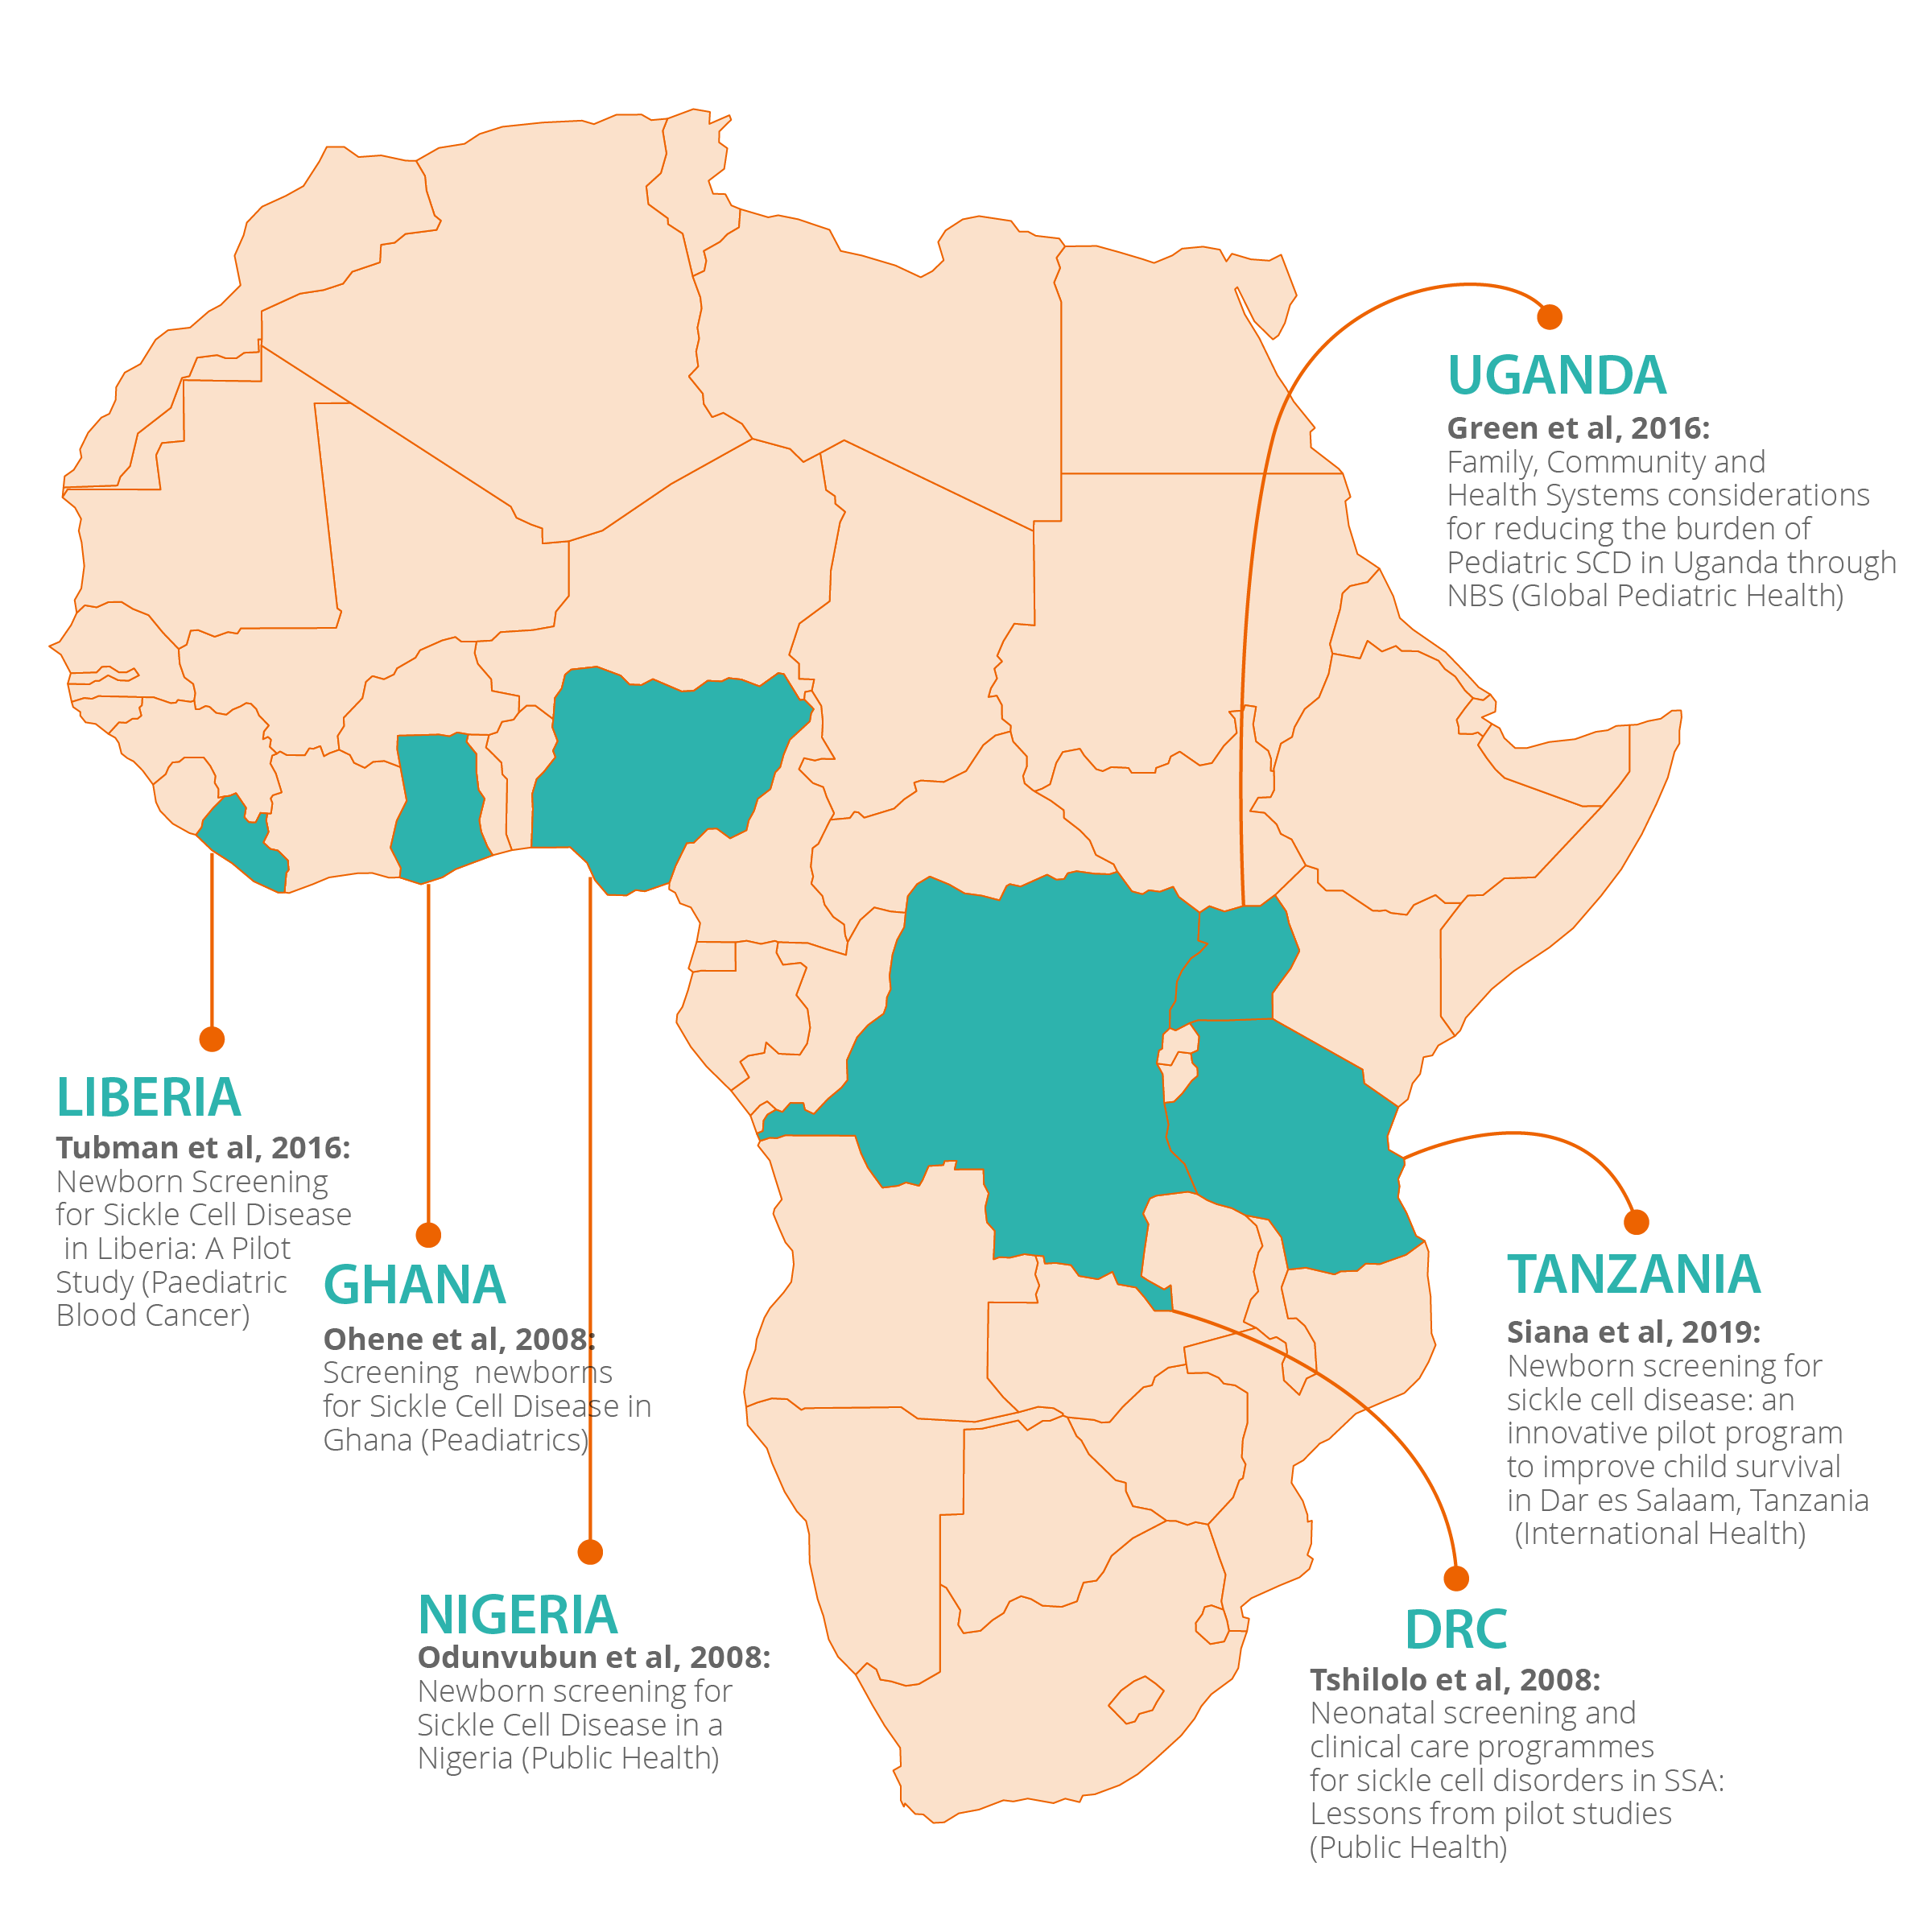 UGANDA
Green et al, 2016:
Family, Community and
Health Systems considerations
for reducing the burden of
Pediatric SCD in Uganda through
NBS (Global Pediatric Health)
LIBERIA
Tubman et al, 2016:
Newborn Screening
for Sickle Cell Disease
in Liberia: A Pilot
Study (Paediatric
Blood Cancer)
GHANA
Ohene et al, 2008:
Screening newborns
for Sickle Cell Disease in
Ghana (Peadiatrics)
NIGERIA
Odunvubun et al, 2008:
Newborn screening for
Sickle Cell Disease in a
Nigeria (Public Health)
TANZANIA
Siana et al, 2019:
Newborn screening for
sickle cell disease: an
innovative pilot program
to improve child survival
in Dar es Salaam, Tanzania
(International Health)
DRC
Tshilolo et al, 2008:
Neonatal screening and
clinical care programmes
for sickle cell disorders in SSA:
Lessons from pilot studies
(Public Health)